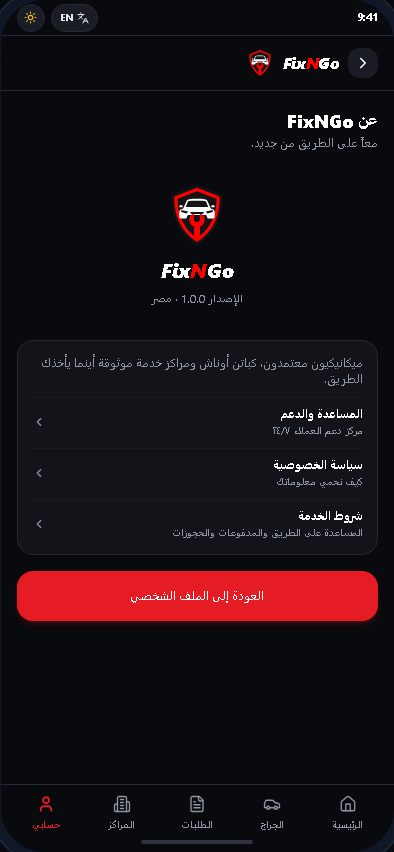 9:41
EN
FixNGo
عن FixNGo
معاً على الطريق من جديد.
FixNGo
الإصدار 1.0.0 · مصر
ميكانيكيون معتمدون، كباتن أوناش ومراكز خدمة موثوقة أينما يأخذك
الطريق.
المساعدة والدعم
مركز دعم العملاء ٢٤/٧
سياسة الخصوصية
كيف نحمي معلوماتك
شروط الخدمة
المساعدة على الطريق والمدفوعات والحجوزات
العودة إلى الملف الشخصي
الرئيسية
الجراج
الطلبات
المراكز
حسابي